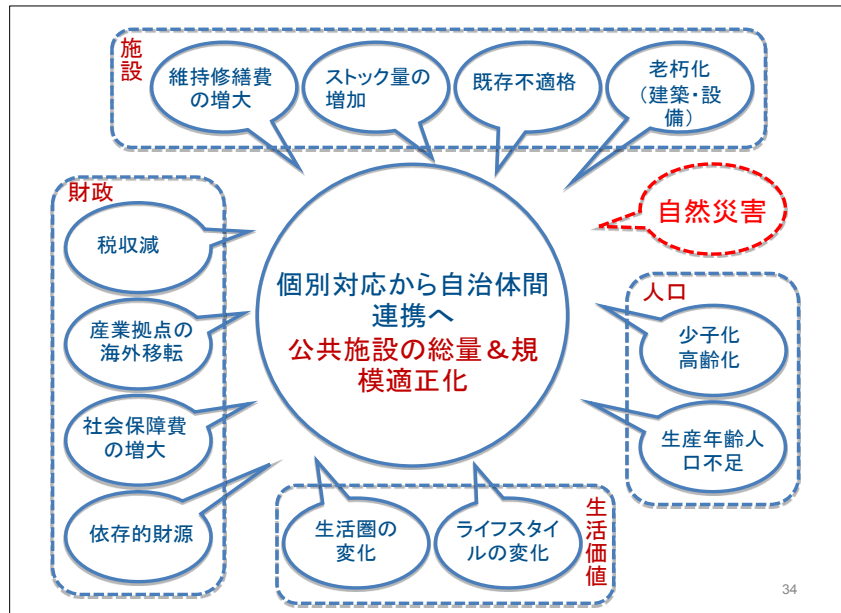 施設
維持修繕費
の増大
ストック量の
増加
既存不適格
老朽化
（建築・設
備）
自然災害
財政
税収減
産業拠点の
海外移転
社会保障費
の増大
依存的財源
個別対応から自治体間
連携へ
公共施設の総量＆規
模適正化
人口
少子化
高齢化
生産年齢人
口不足
生活価値
生活圏の
変化
ライフスタイ
ルの変化
34